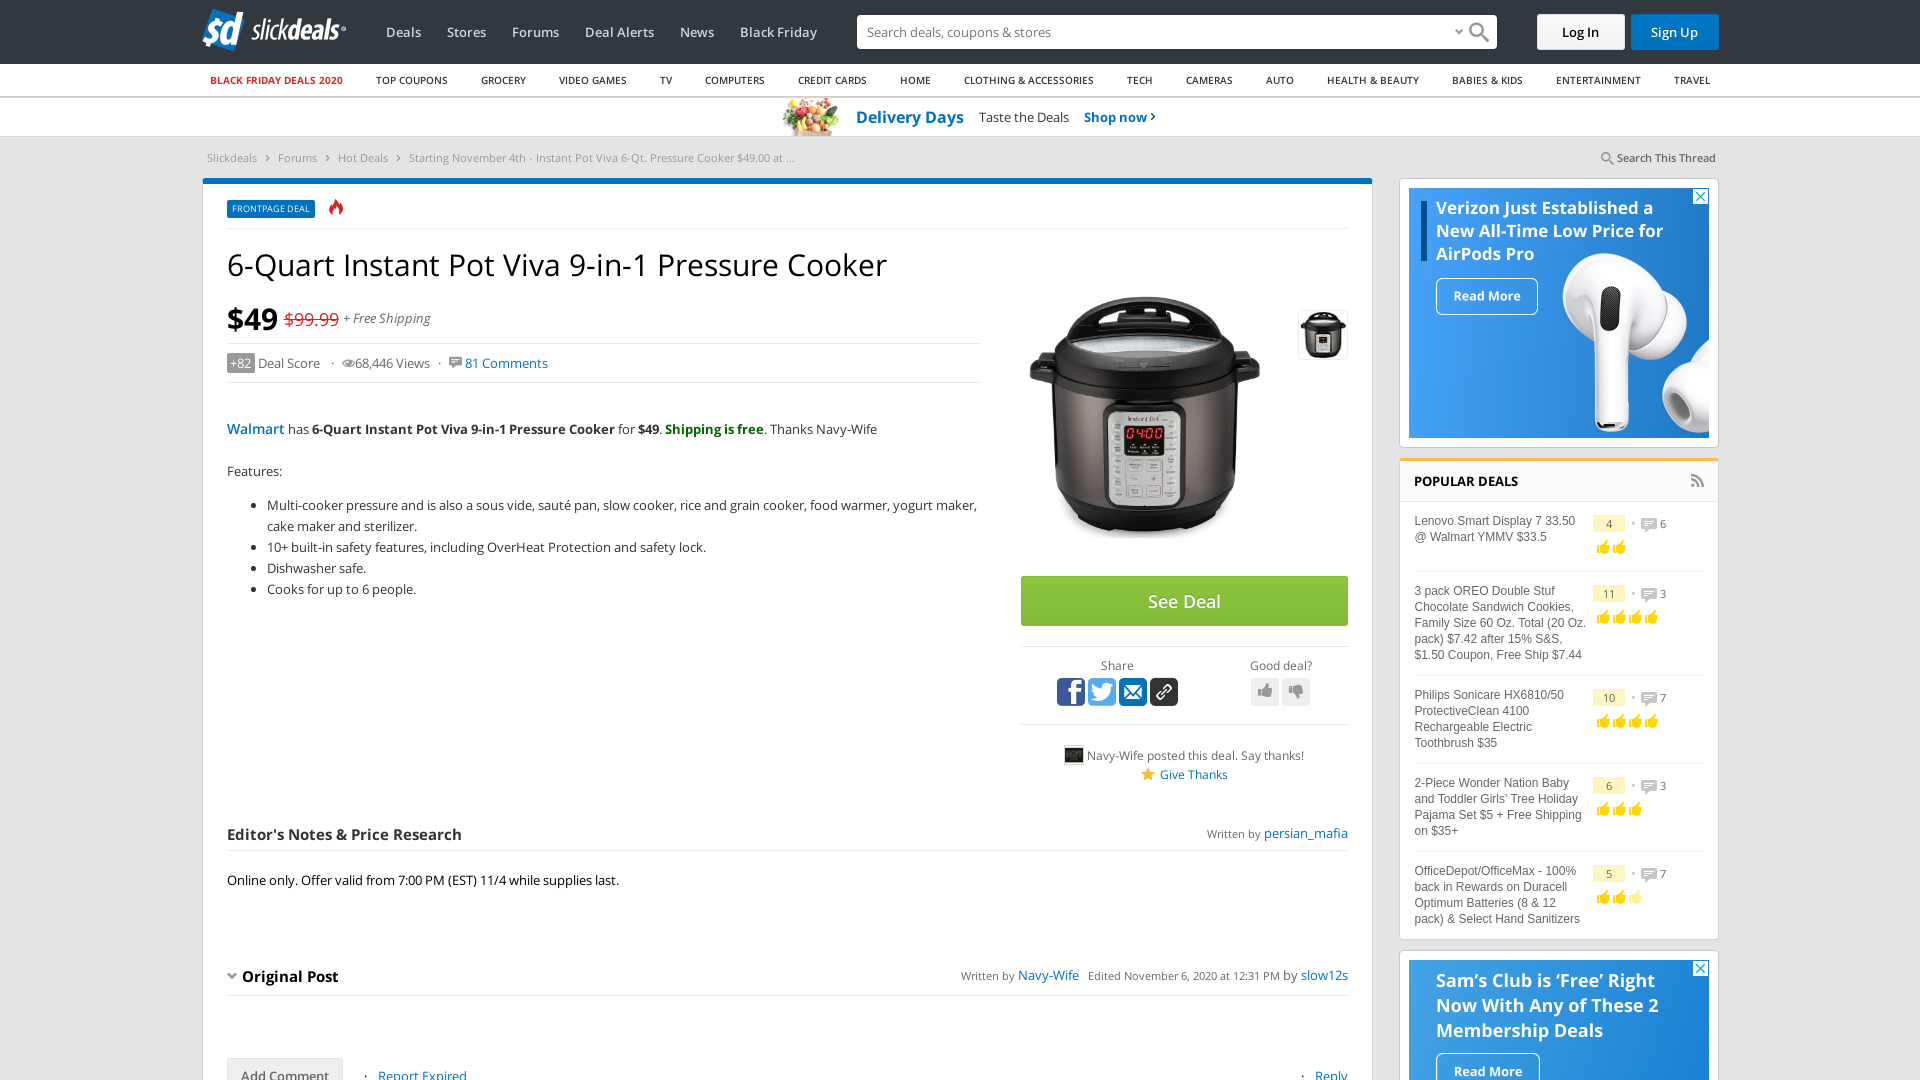 slickdeals
Deals
Stores
Forums
Deal Alerts
News
Black Friday
Search deals, coupons & stores
Log In
Sign Up
BLACK FRIDAY DEALS 2020
TOP COUPONS
GROCERY
VIDEO GAMES
TV
COMPUTERS
CREDIT CARDS
HOME
CLOTHING & ACCESSORIES
TECH
CAMERAS
AUTO
HEALTH & BEAUTY
BABIES & KIDS
ENTERTAINMENT
TRAVEL
Delivery Days
Taste the Deals
Shop now
Slickdeals
Forums
Hot Deals
Starting November 4th - Instant Pot Viva 6-Qt. Pressure Cooker $49.00 at ...
Search This Thread
FRONTPAGE DEAL
6-Quart Instant Pot Viva 9-in-1 Pressure Cooker
$49 $99.99 + Free Shipping
+82 Deal Score · 68,446 Views · 81 Comments
Walmart has 6-Quart Instant Pot Viva 9-in-1 Pressure Cooker for $49. Shipping is free. Thanks Navy-Wife
Features:
• Multi-cooker pressure and is also a sous vide, sauté pan, slow cooker, rice and grain cooker, food warmer, yogurt maker,
cake maker and sterilizer.
• 10+ built-in safety features, including OverHeat Protection and safety lock.
• Dishwasher safe.
• Cooks for up to 6 people.
Instant Pot
04:00
See Deal
Share
Good deal?
Navy-Wife posted this deal. Say thanks!
Give Thanks
Editor's Notes & Price Research
Written by persian_mafia
Online only. Offer valid from 7:00 PM (EST) 11/4 while supplies last.
Original Post
Written by Navy-Wife Edited November 6, 2020 at 12:31 PM by slow12s
Add Comment · Report Expired
· Reply
Verizon Just Established a
New All-Time Low Price for
AirPods Pro
Read More
POPULAR DEALS
Lenovo Smart Display 7 33.50
@ Walmart YMMV $33.5
4 • 6
3 pack OREO Double Stuf
Chocolate Sandwich Cookies,
Family Size 60 Oz. Total (20 Oz.
pack) $7.42 after 15% S&S,
$1.50 Coupon, Free Ship $7.44
11 • 3
Philips Sonicare HX6810/50
ProtectiveClean 4100
Rechargeable Electric
Toothbrush $35
10 • 7
2-Piece Wonder Nation Baby
and Toddler Girls' Tree Holiday
Pajama Set $5 + Free Shipping
on $35+
6 • 3
OfficeDepot/OfficeMax - 100%
back in Rewards on Duracell
Optimum Batteries (8 & 12
pack) & Select Hand Sanitizers
5 • 7
Sam's Club is 'Free' Right
Now With Any of These 2
Membership Deals
Read More